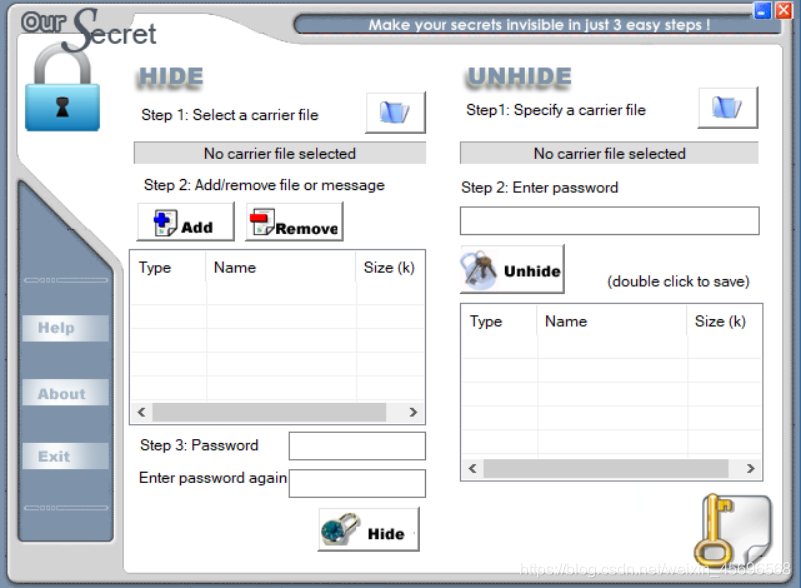 Our Secret
Make your secrets invisible in just 3 easy steps !
HIDE
Step 1: Select a carrier file
No carrier file selected
Step 2: Add/remove file or message
Add
Remove
Type Name Size (k)
Step 3: Password
Enter password again
Hide
UNHIDE
Step1: Specify a carrier file
No carrier file selected
Step 2: Enter password
Unhide
(double click to save)
Type Name Size (k)
Help
About
Exit
https://blog.csdn.net/weixin_45696568